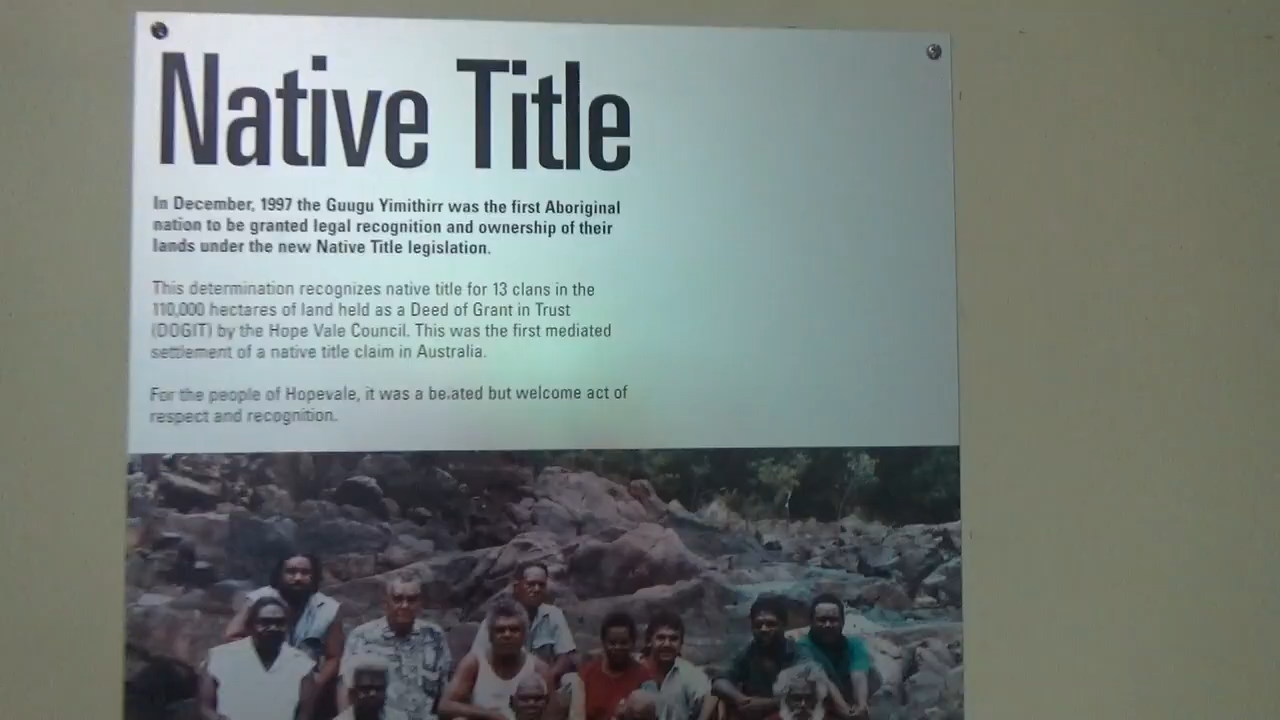 Native Title
In December, 1997 the Guugu Yimithirr was the first Aboriginal
nation to be granted legal recognition and ownership of their
lands under the new Native Title legislation.
This determination recognizes native title for 13 clans in the
110,000 hectares of land held as a Deed of Grant in Trust
(DOGIT) by the Hope Vale Council. This was the first mediated
settlement of a native title claim in Australia.
For the people of Hopevale, it was a belated but welcome act of
respect and recognition.